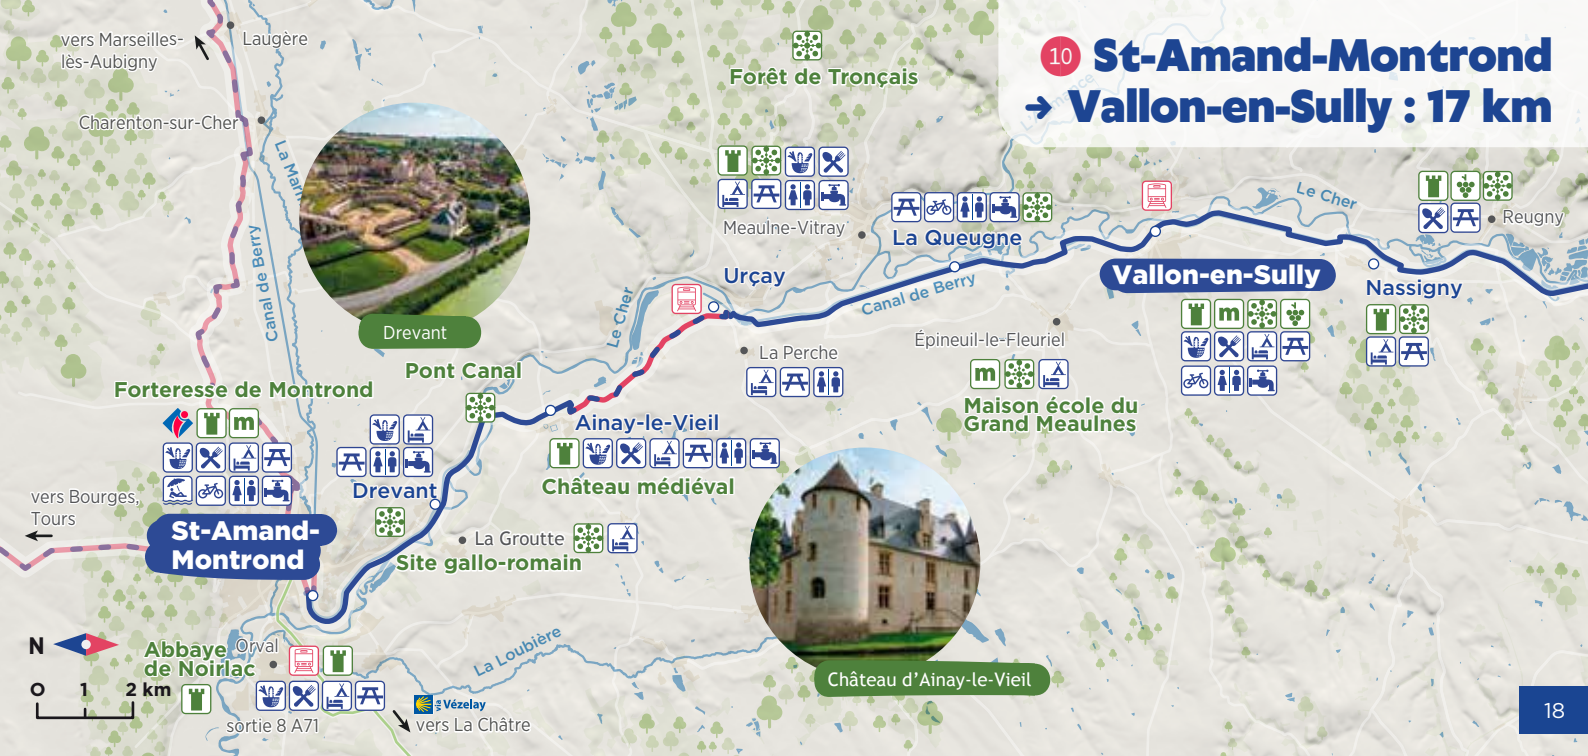 10 St-Amand-Montrond
→ Vallon-en-Sully : 17 km
vers Marseilles-
lès-Aubigny
Laugère
Charenton-sur-Cher
La Marm
Canal de Berry
Forêt de Tronçais
Meaulne-Vitray
La Queugne
Le Cher
Reugny
Vallon-en-Sully
m
Nassigny
Urçay
Canal de Berry
Le Cher
Drevant
Pont Canal
La Perche
Épineuil-le-Fleuriel
m
Maison école du
Grand Meaulnes
Forteresse de Montrond
m
Ainay-le-Vieil
Château médiéval
Drevant
La Groutte
Site gallo-romain
vers Bourges,
Tours
St-Amand-
Montrond
N
0 1 2 km
Abbaye
de Noirlac
Orval
sortie 8 A71
La Loubière
via Vézelay
vers La Châtre
Château d'Ainay-le-Vieil
18